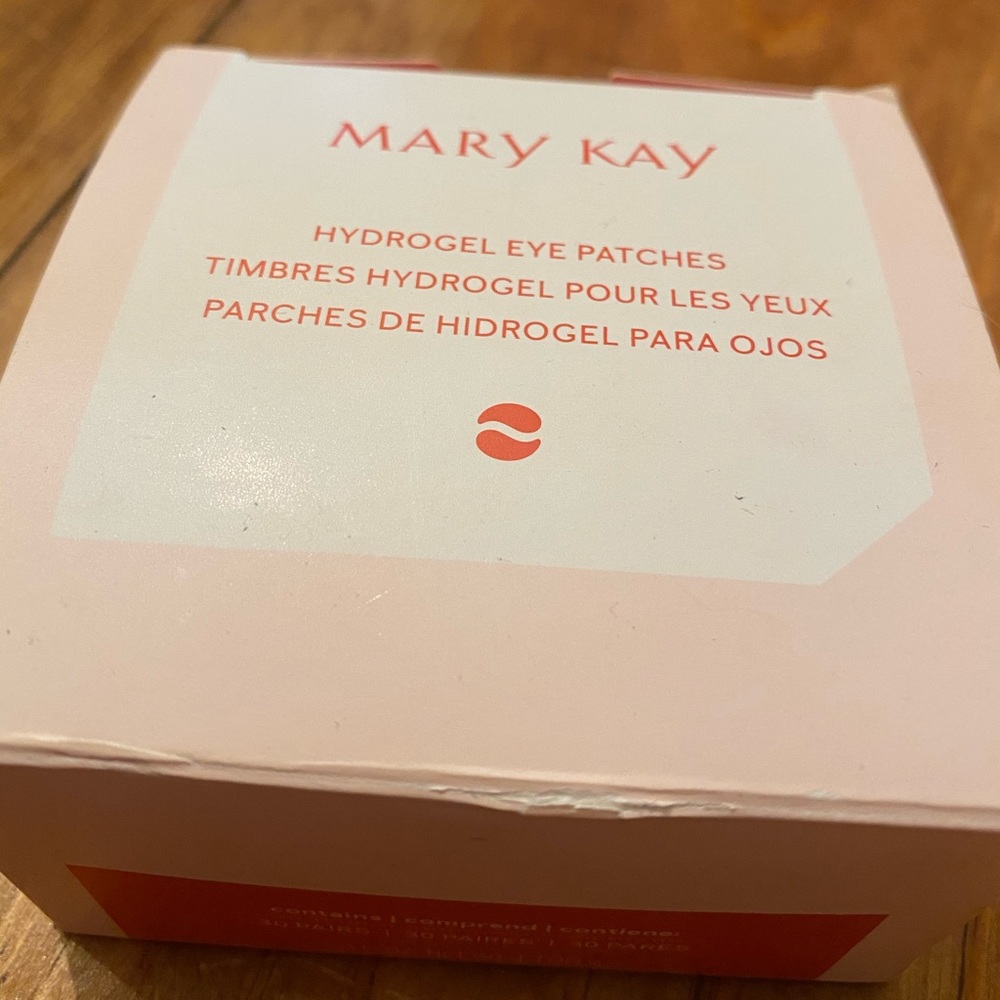 MARY KAY
HYDROGEL EYE PATCHES
TIMBRES HYDROGEL POUR LES YEUX
PARCHES DE HIDROGEL PARA OJOS
contains | comprend | contiene:
30 PAIRS | 30 PAIRES | 30 PARES